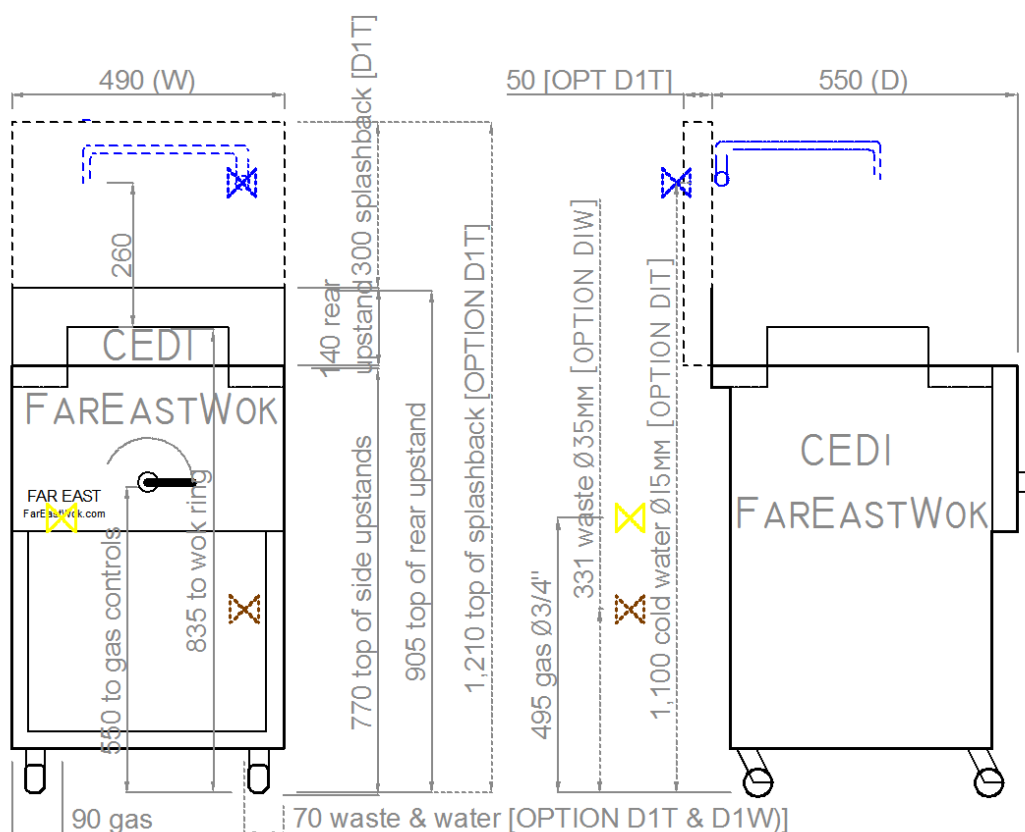 490 (W)
50 [OPT D1T]
550 (D)
300 splashback [D1T]
260
140 rear
upstand
CEDI
FAREASTWOK
FAR EAST
FarEastWok.com
550 to gas controls
835 to wok ring
770 top of side upstands
905 top of rear upstand
1,210 top of splashback [OPTION D1T]
495 gas Ø3/4"
331 waste Ø35MM [OPTION DIW]
1,100 cold water Ø15MM [OPTION DIT]
CEDI
FAREASTWOK
90 gas
70 waste & water [OPTION D1T & D1W)]